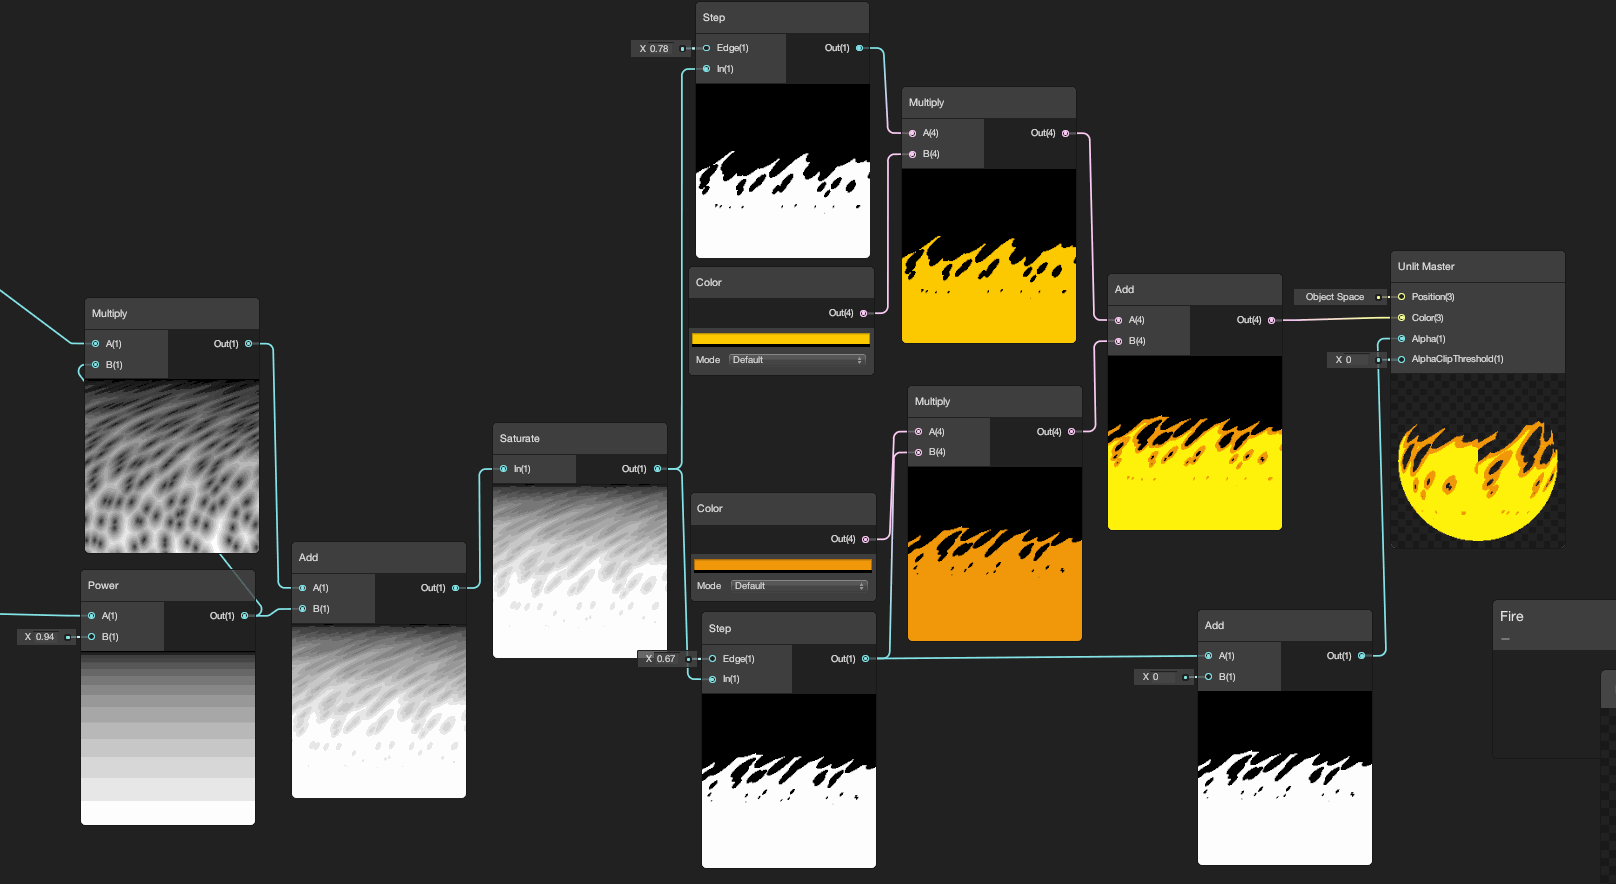 Step
X 0.78
Edge(1)
Out(1)
In(1)
Multiply
A(4)
Out(4)
B(4)
Color
Out(4)
Mode Default
Multiply
A(1)
Out(1)
B(1)
Power
A(1)
Out(1)
X 0.94
B(1)
Add
A(1)
Out(1)
B(1)
Saturate
In(1)
Out(1)
Multiply
A(4)
Out(4)
B(4)
Color
Out(4)
Mode Default
Step
X 0.67
Edge(1)
Out(1)
In(1)
Add
A(4)
Out(4)
B(4)
Unlit Master
Object Space
Position(3)
Color(3)
Alpha(1)
X 0
AlphaClipThreshold(1)
Add
A(1)
Out(1)
X 0
B(1)
Fire